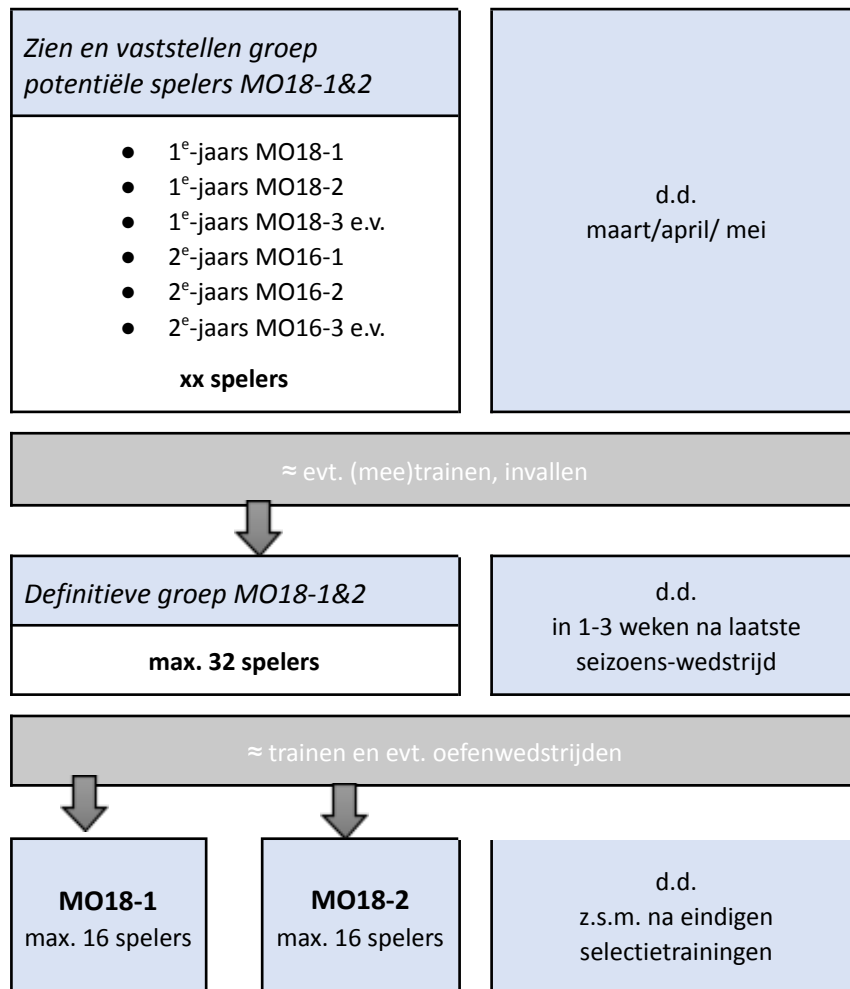 Zien en vaststellen groep
potentiële spelers MO18-1&2
● 1e-jaars MO18-1
● 1e-jaars MO18-2
● 1e-jaars MO18-3 e.v.
● 2e-jaars MO16-1
● 2e-jaars MO16-2
● 2e-jaars MO16-3 e.v.
xx spelers
d.d.
maart/april/ mei
≈ evt. (mee)trainen, invallen
Definitieve groep MO18-1&2
max. 32 spelers
d.d.
in 1-3 weken na laatste
seizoens-wedstrijd
≈ trainen en evt. oefenwedstrijden
MO18-1
max. 16 spelers
MO18-2
max. 16 spelers
d.d.
z.s.m. na eindigen
selectietrainingen